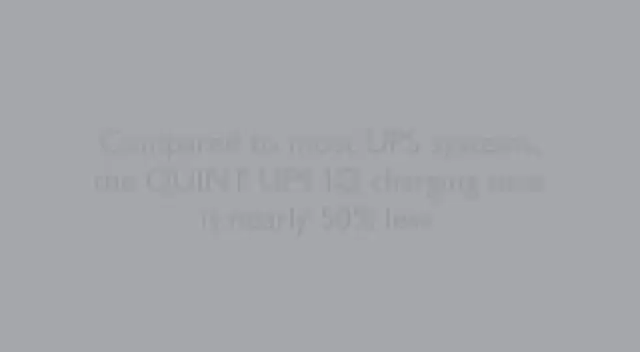 Compared to most UPS systems,
the QUINT UPS IQ charging time
is nearly 50% less